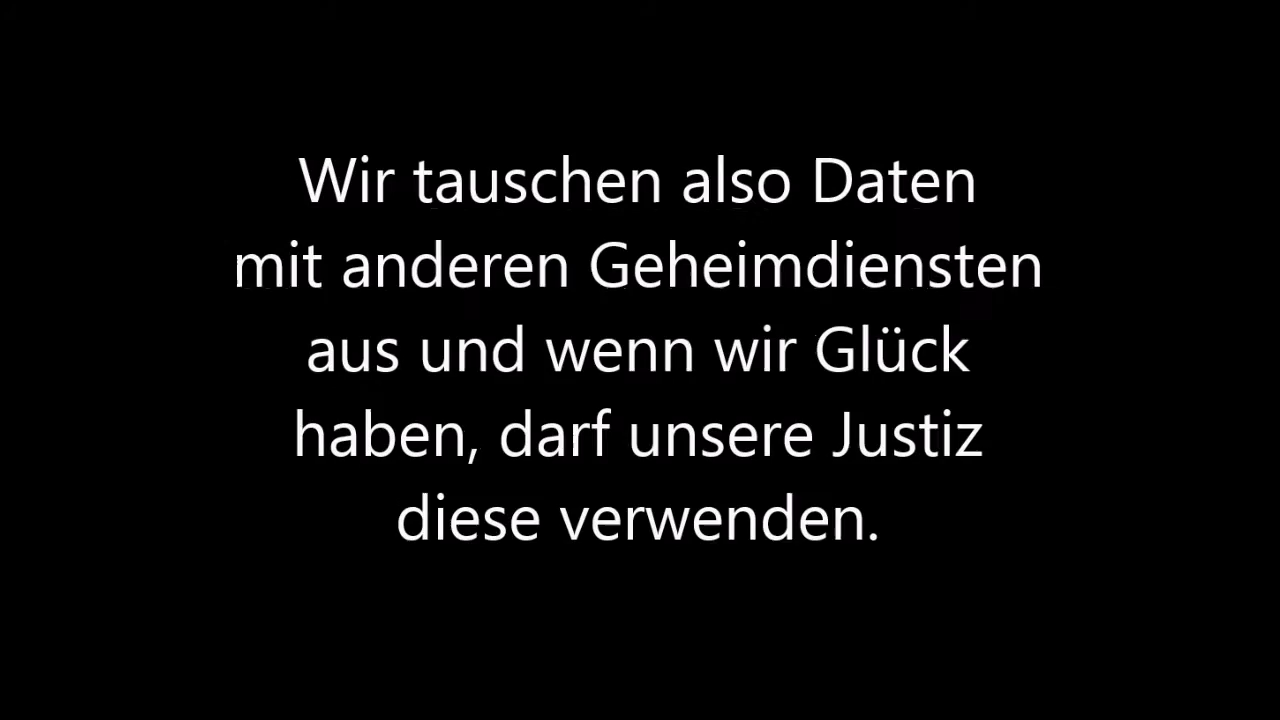 Wir tauschen also Daten
mit anderen Geheimdiensten
aus und wenn wir Glück
haben, darf unsere Justiz
diese verwenden.